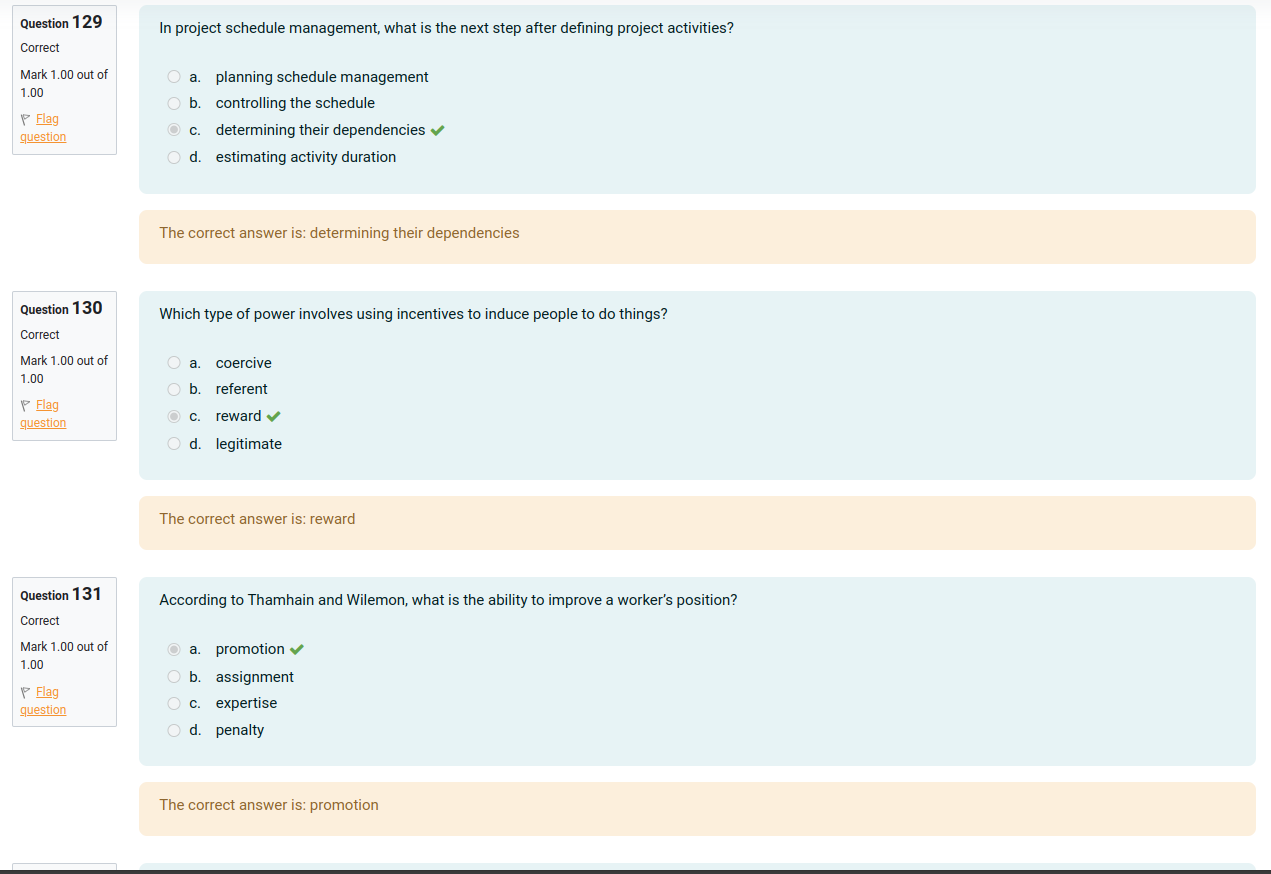 Question 129
Correct
Mark 1.00 out of
1.00
Flag
question
In project schedule management, what is the next step after defining project activities?
a. planning schedule management
b. controlling the schedule
c. determining their dependencies
d. estimating activity duration
The correct answer is: determining their dependencies
Question 130
Correct
Mark 1.00 out of
1.00
Flag
question
Which type of power involves using incentives to induce people to do things?
a. coercive
b. referent
c. reward
d. legitimate
The correct answer is: reward
Question 131
Correct
Mark 1.00 out of
1.00
Flag
question
According to Thamhain and Wilemon, what is the ability to improve a worker’s position?
a. promotion
b. assignment
c. expertise
d. penalty
The correct answer is: promotion